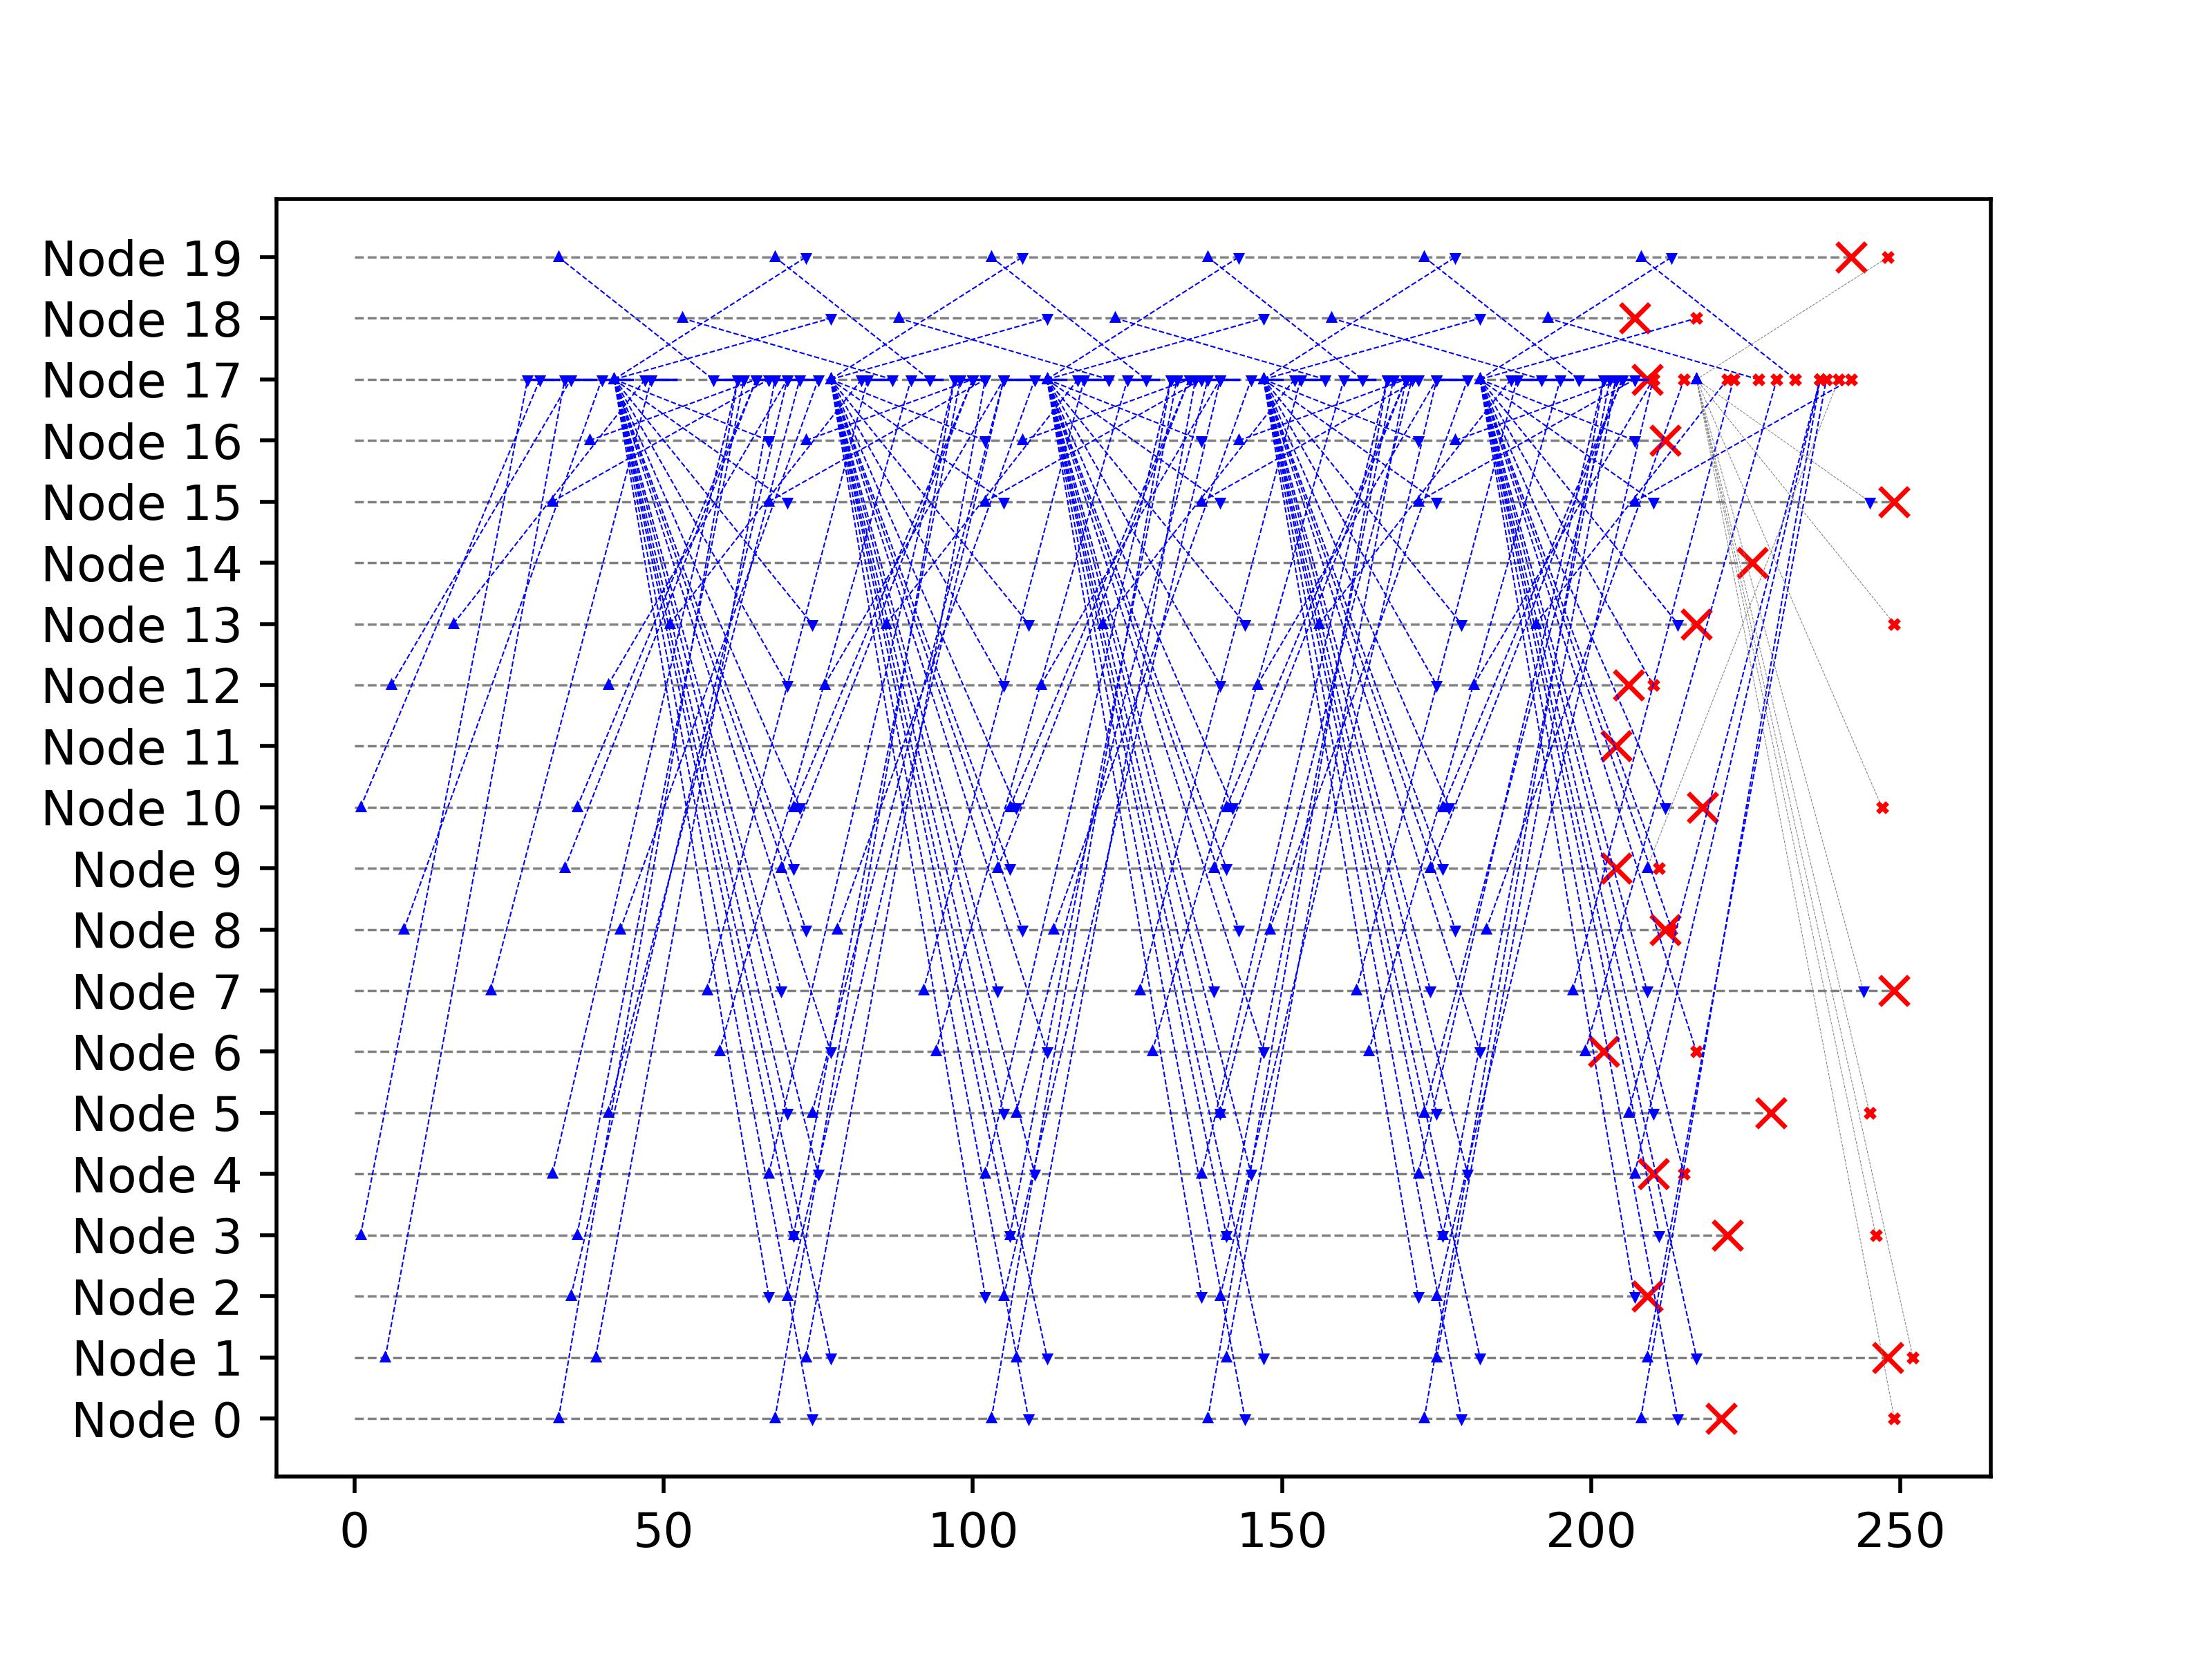 Node 19
Node 18
Node 17
Node 16
Node 15
Node 14
Node 13
Node 12
Node 11
Node 10
Node 9
Node 8
Node 7
Node 6
Node 5
Node 4
Node 3
Node 2
Node 1
Node 0
0 50 100 150 200 250